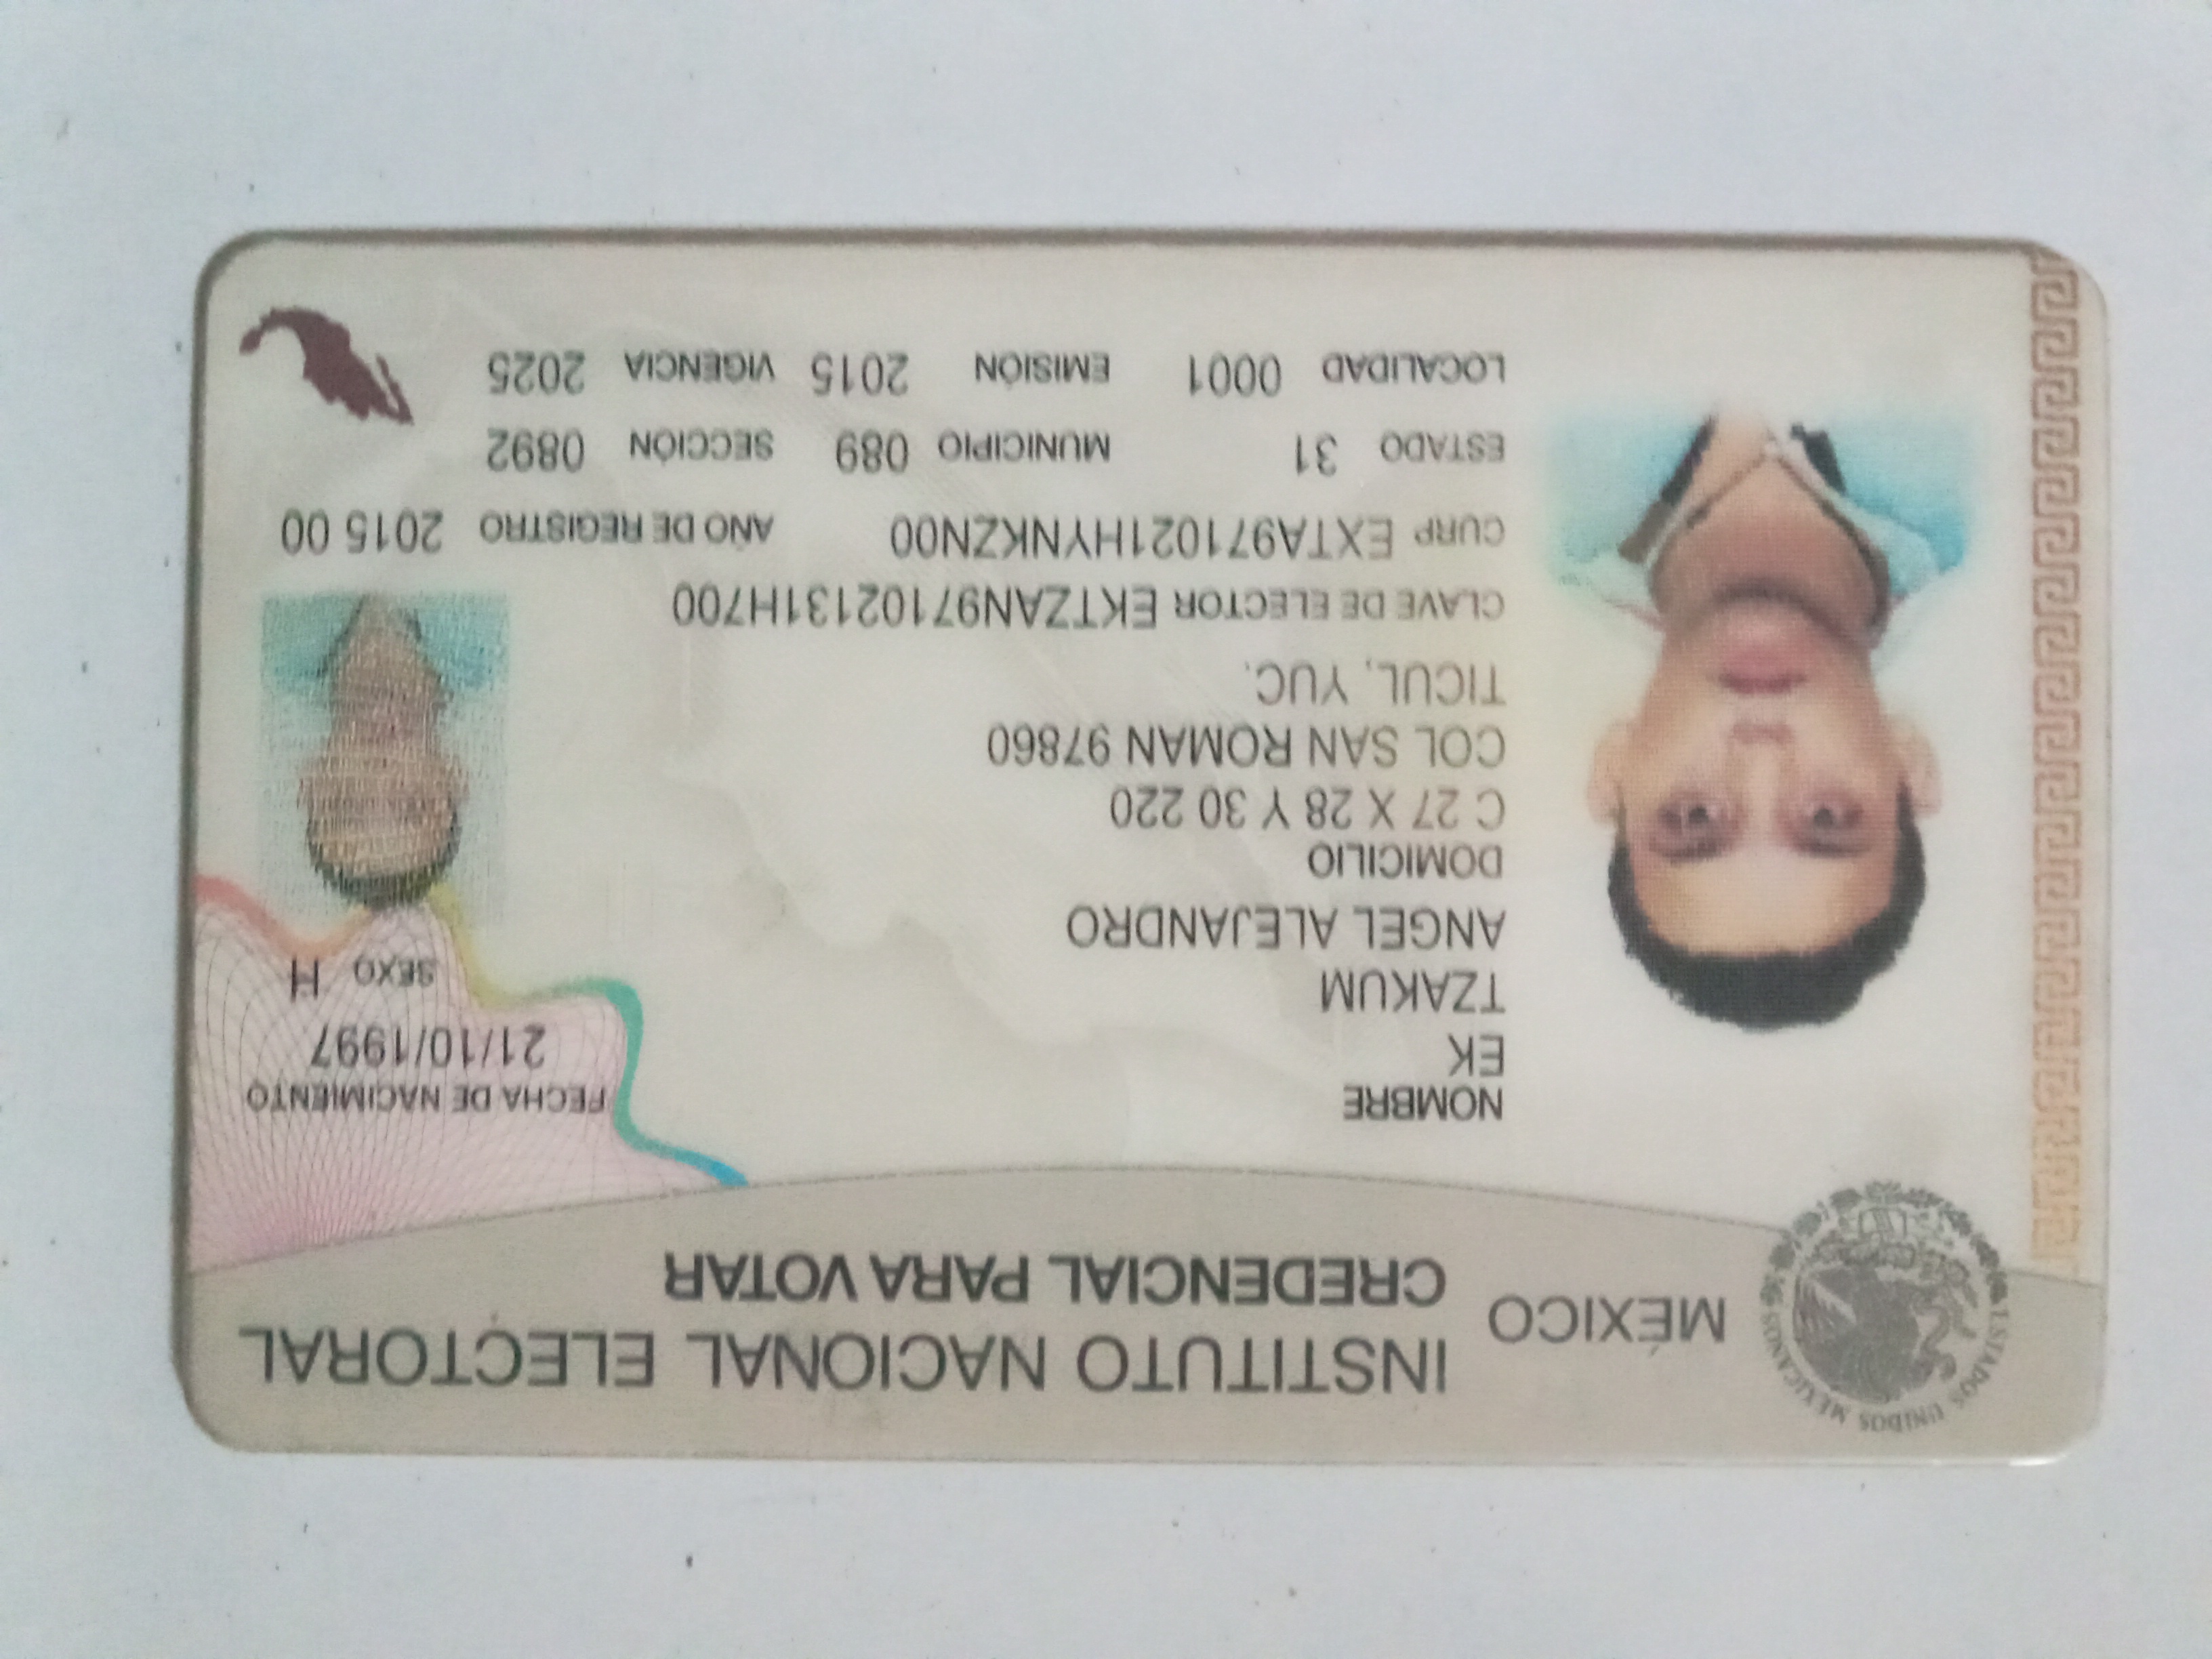 MÉXICO
INSTITUTO NACIONAL ELECTORAL
CREDENCIAL PARA VOTAR
ESTADOS UNIDOS MEXICANOS
NOMBRE
EK
TZAKUM
ANGEL ALEJANDRO
FECHA DE NACIMIENTO
21/10/1997
SEXO H
DOMICILIO
C 27 X 28 Y 30 220
COL SAN ROMAN 97860
TICUL, YUC.
CLAVE DE ELECTOR EKTZAN97102131H700
CURP EXTA971021HYNKZN00 AÑO DE REGISTRO 2015 00
ESTADO 31 MUNICIPIO 089 SECCIÓN 0892
LOCALIDAD 0001 EMISIÓN 2015 VIGENCIA 2025